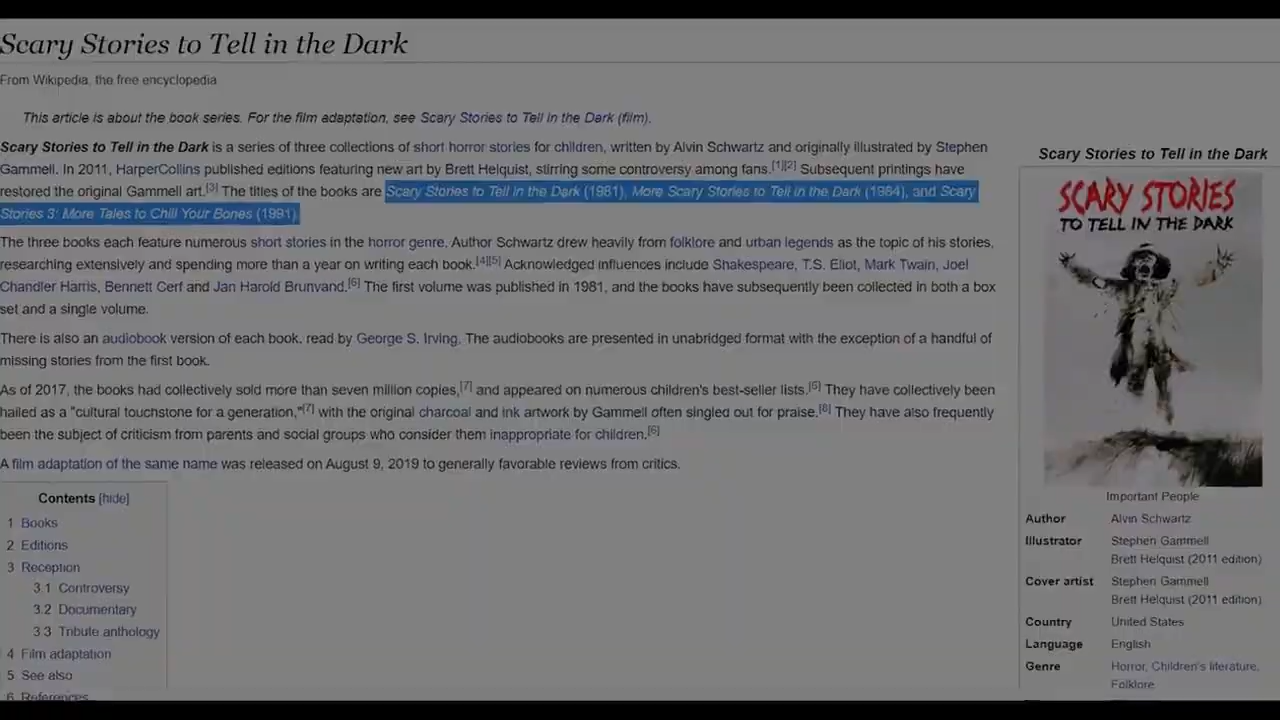 Scary Stories to Tell in the Dark
From Wikipedia, the free encyclopedia
This article is about the book series. For the film adaptation, see Scary Stories to Tell in the Dark (film).
Scary Stories to Tell in the Dark is a series of three collections of short horror stories for children, written by Alvin Schwartz and originally illustrated by Stephen
Gammell. In 2011, HarperCollins published editions featuring new art by Brett Helquist, stirring some controversy among fans.[1][2] Subsequent printings have
restored the original Gammell art.[3] The titles of the books are Scary Stories to Tell in the Dark (1981), More Scary Stories to Tell in the Dark (1984), and Scary
Stories 3: More Tales to Chill Your Bones (1991).
The three books each feature numerous short stories in the horror genre. Author Schwartz drew heavily from folklore and urban legends as the topic of his stories,
researching extensively and spending more than a year on writing each book.[4][5] Acknowledged influences include Shakespeare, T.S. Eliot, Mark Twain, Joel
Chandler Harris, Bennett Cerf and Jan Harold Brunvand.[6] The first volume was published in 1981, and the books have subsequently been collected in both a box
set and a single volume.
There is also an audiobook version of each book, read by George S. Irving. The audiobooks are presented in unabridged format with the exception of a handful of
missing stories from the first book.
As of 2017, the books had collectively sold more than seven million copies,[7] and appeared on numerous children's best-seller lists.[5] They have collectively been
hailed as a "cultural touchstone for a generation,"[7] with the original charcoal and ink artwork by Gammell often singled out for praise.[8] They have also frequently
been the subject of criticism from parents and social groups who consider them inappropriate for children.[6]
A film adaptation of the same name was released on August 9, 2019 to generally favorable reviews from critics.
Contents [hide]
1 Books
2 Editions
3 Reception
3.1 Controversy
3.2 Documentary
3.3 Tribute anthology
4 Film adaptation
5 See also
6 References
Scary Stories to Tell in the Dark
SCARY STORIES
TO TELL IN THE DARK
Important People
Author Alvin Schwartz
Illustrator Stephen Gammell
Brett Helquist (2011 edition)
Cover artist Stephen Gammell
Brett Helquist (2011 edition)
Country United States
Language English
Genre Horror, Children's literature,
Folklore